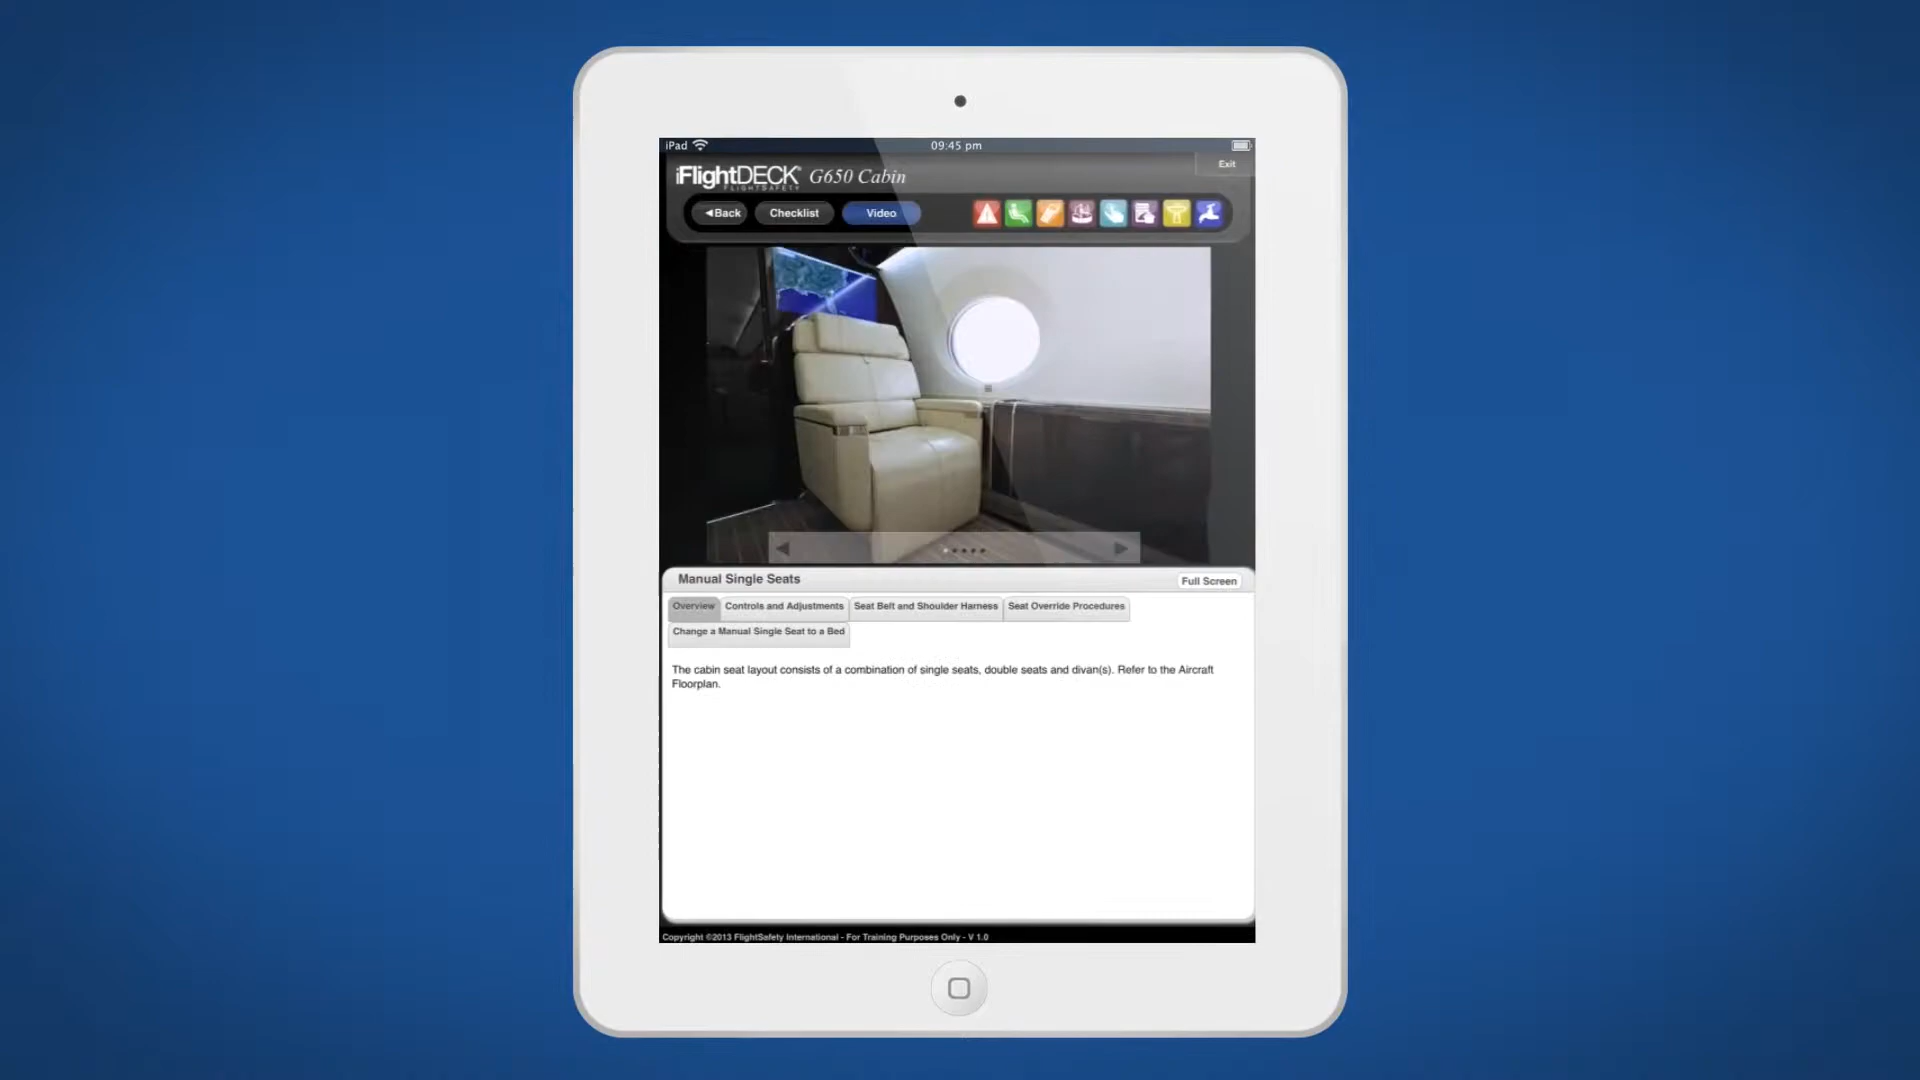 iPad
09:45 pm
Exit
iFlightDECK
FLIGHTSAFETY
G650 Cabin
◀Back
Checklist
Video
Manual Single Seats
Full Screen
Overview
Controls and Adjustments
Seat Belt and Shoulder Harness
Seat Override Procedures
Change a Manual Single Seat to a Bed
The cabin seat layout consists of a combination of single seats, double seats and divan(s). Refer to the Aircraft
Floorplan.
Copyright ©2013 FlightSafety International - For Training Purposes Only - V 1.0